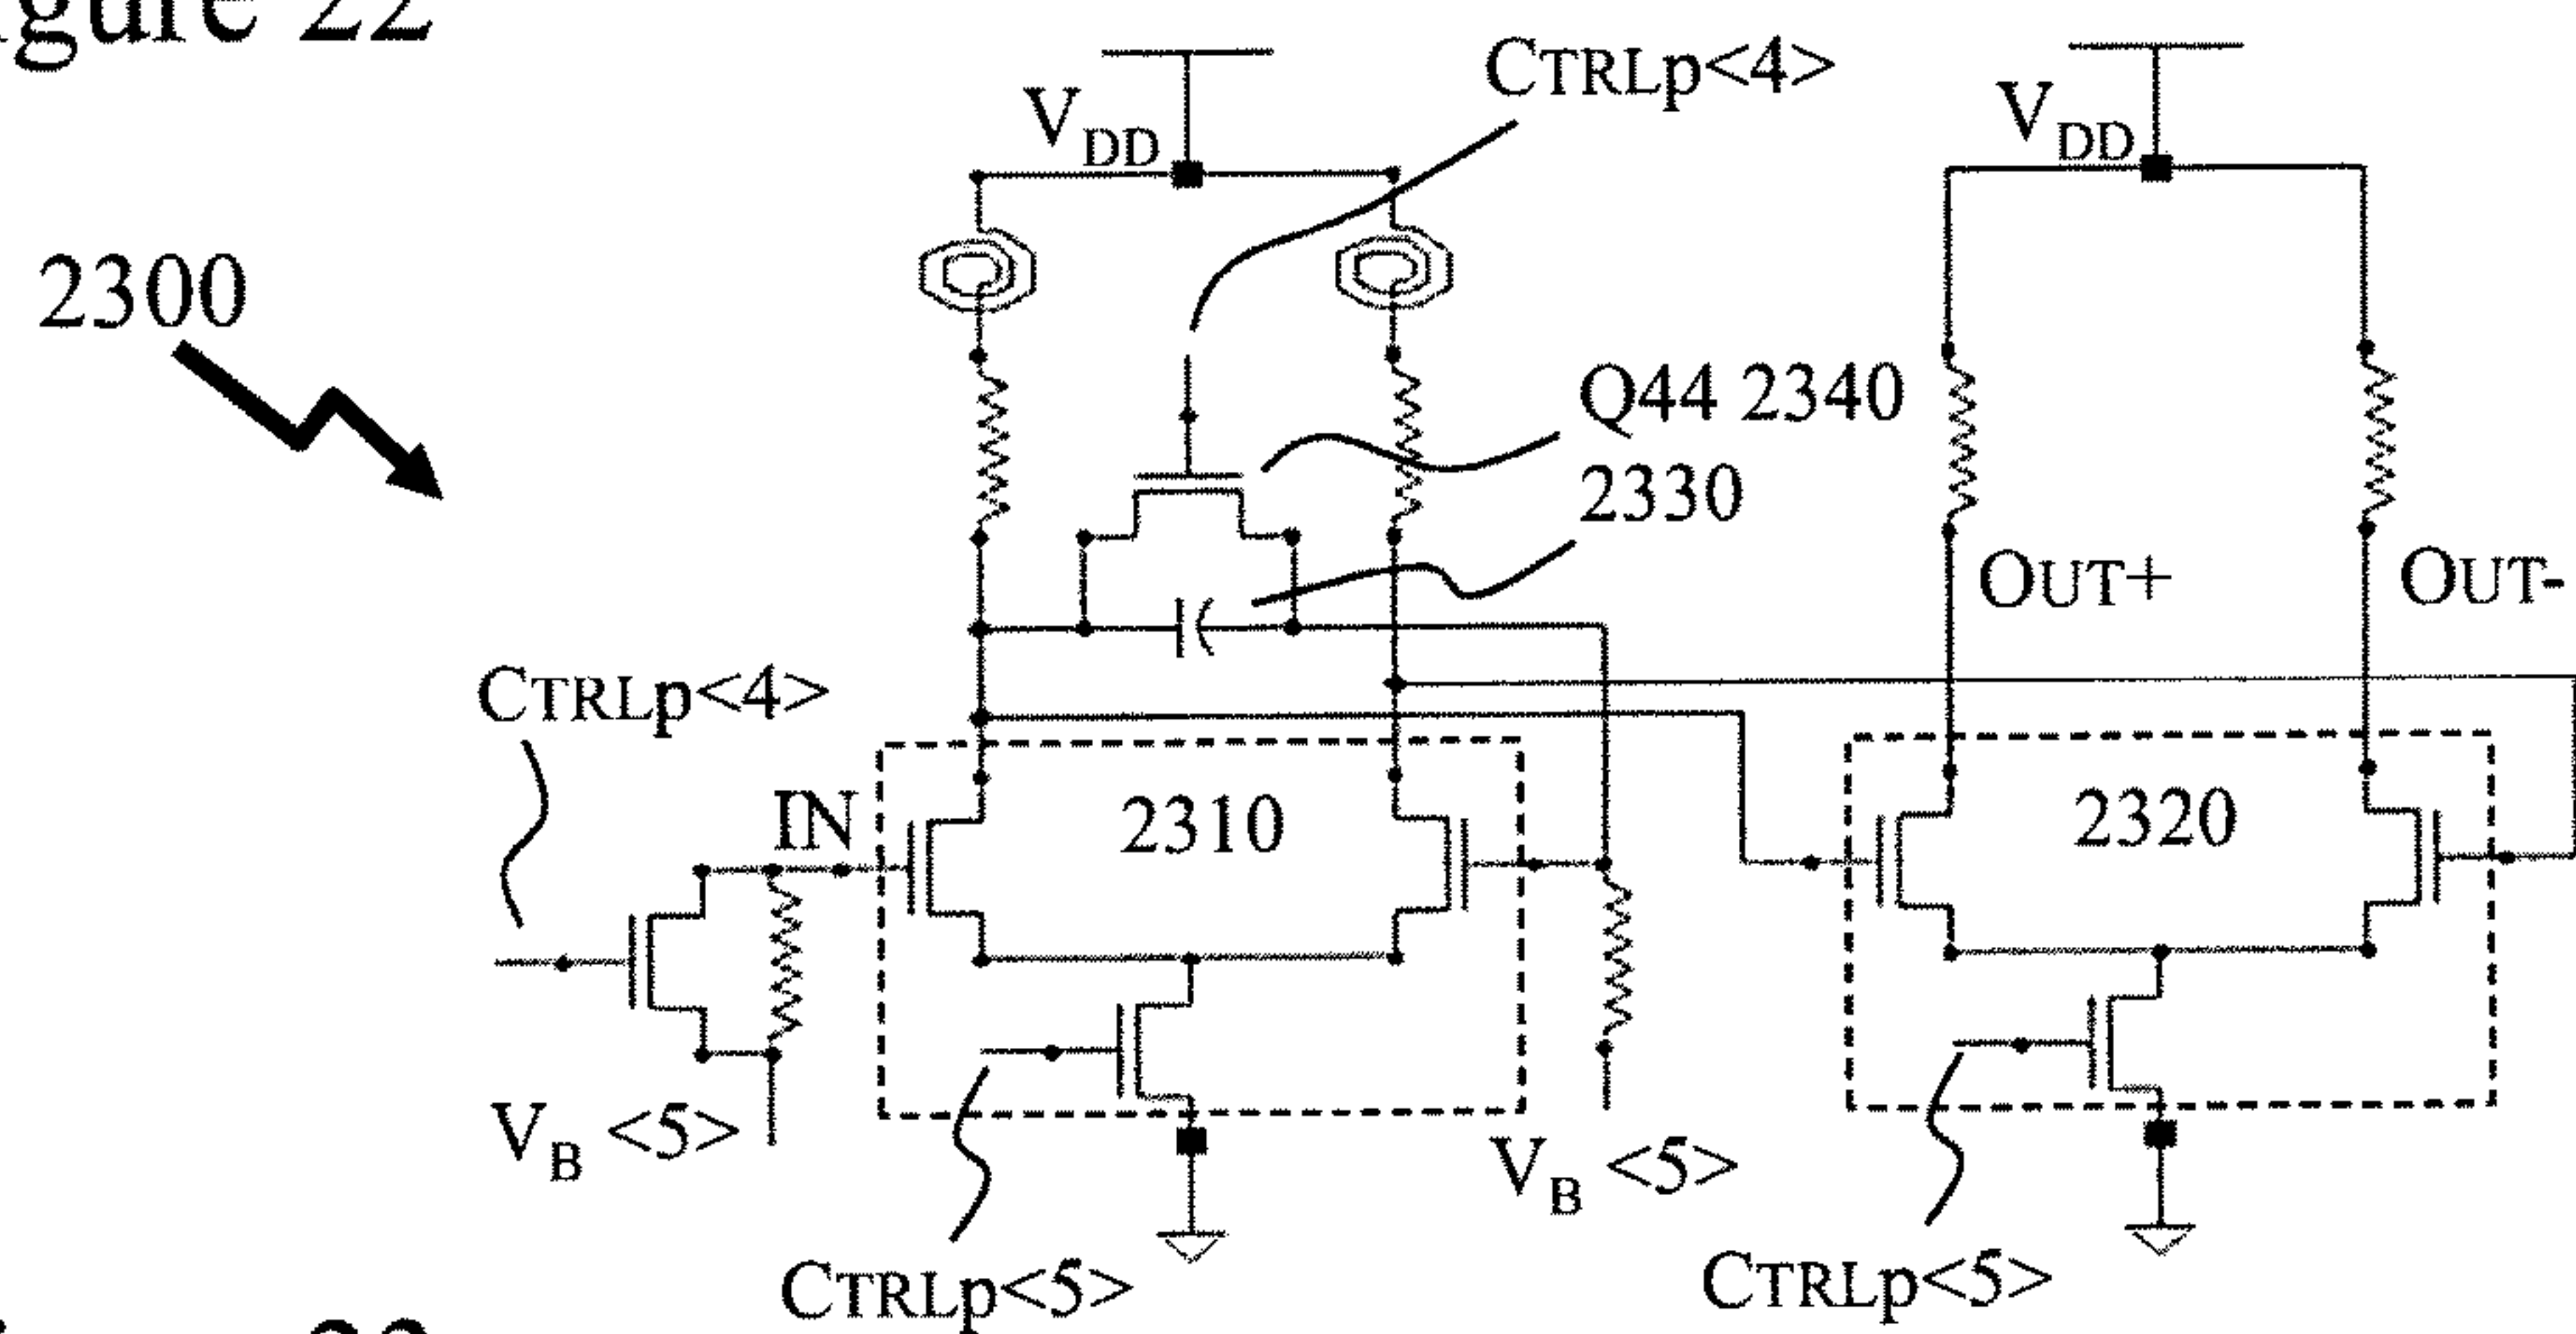 igure 22
CTRLp<4>
VDD
VDD
2300
Q44 2340
2330
OUT+
OUT-
CTRLp<4>
IN
2310
2320
VB <5>
VB <5>
CTRLp<5>
CTRLp<5>